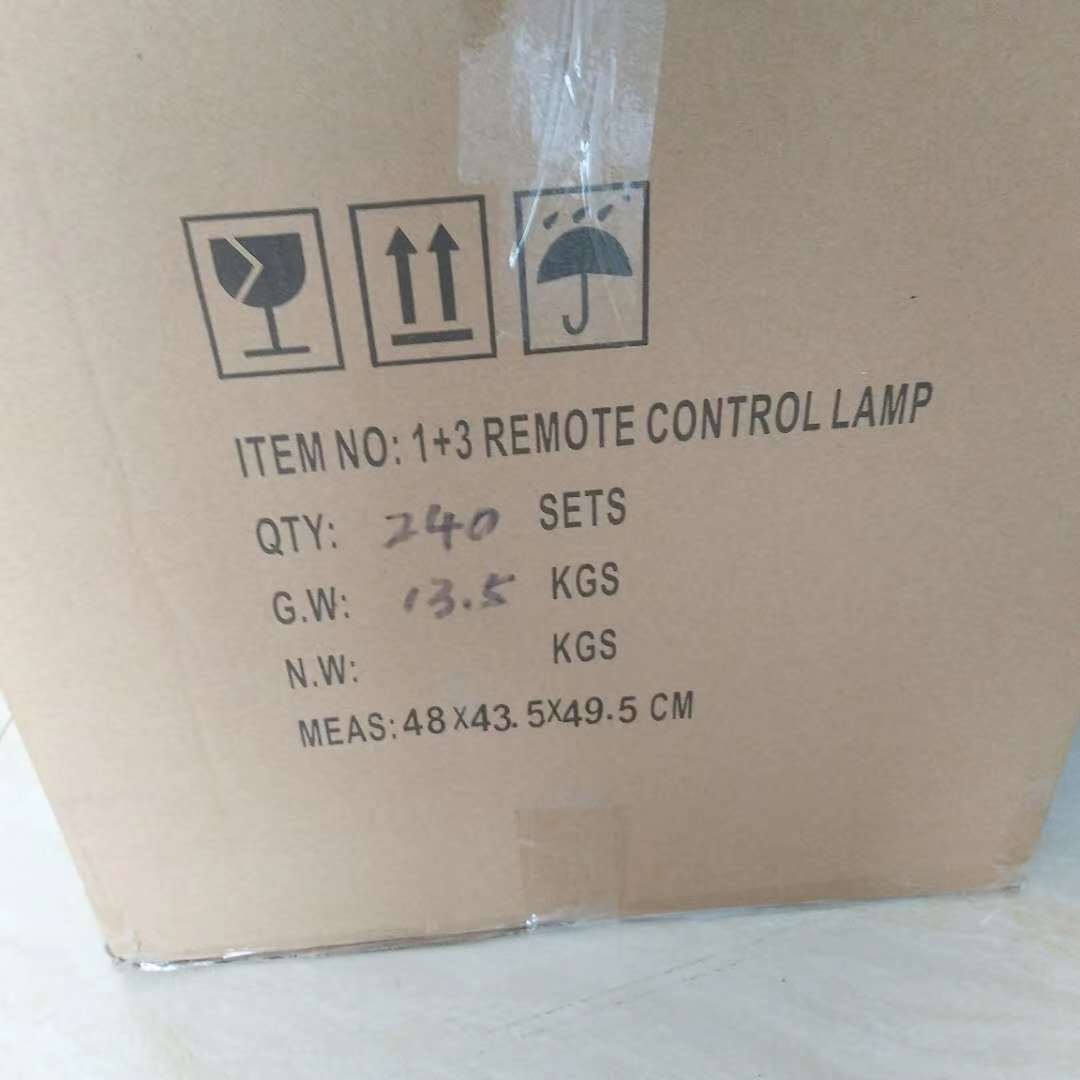 ITEM NO: 1+3 REMOTE CONTROL LAMP
QTY: 240 SETS
G.W: 13.5 KGS
N.W: KGS
MEAS: 48X43.5X49.5 CM